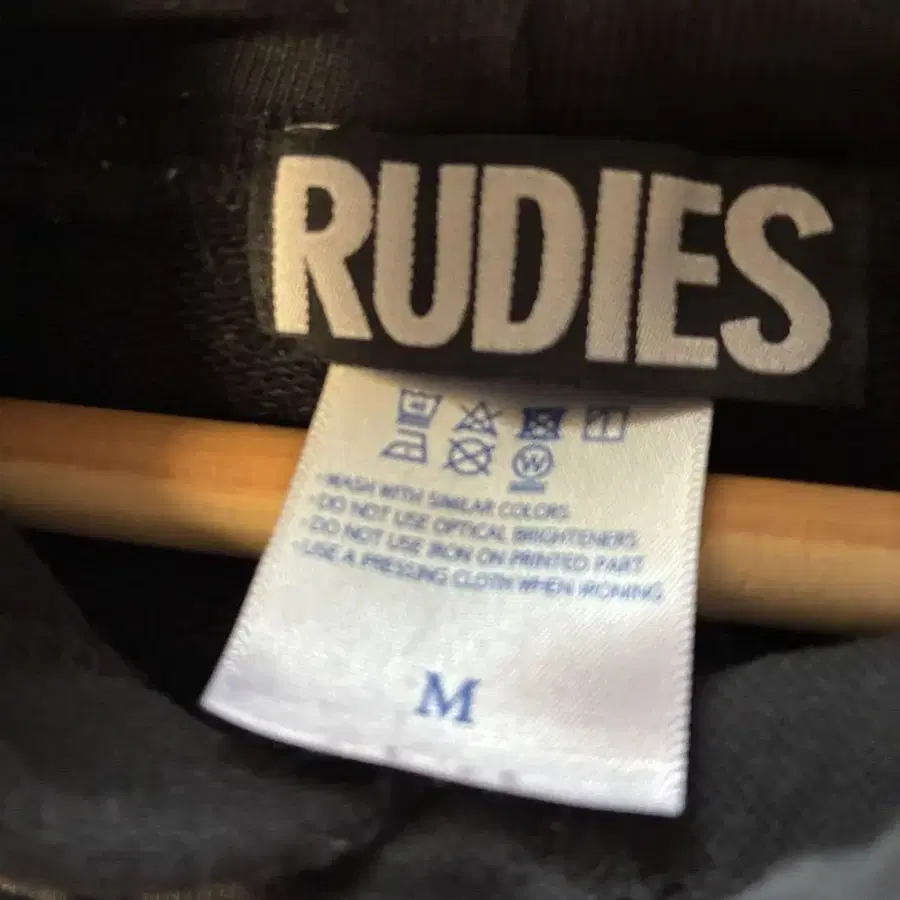 RUDIES
W
·WASH WITH SIMILAR COLORS
·DO NOT USE OPTICAL BRIGHTENERS
·DO NOT USE IRON ON PRINTED PART
·USE A PRESSING CLOTH WHEN IRONING
M